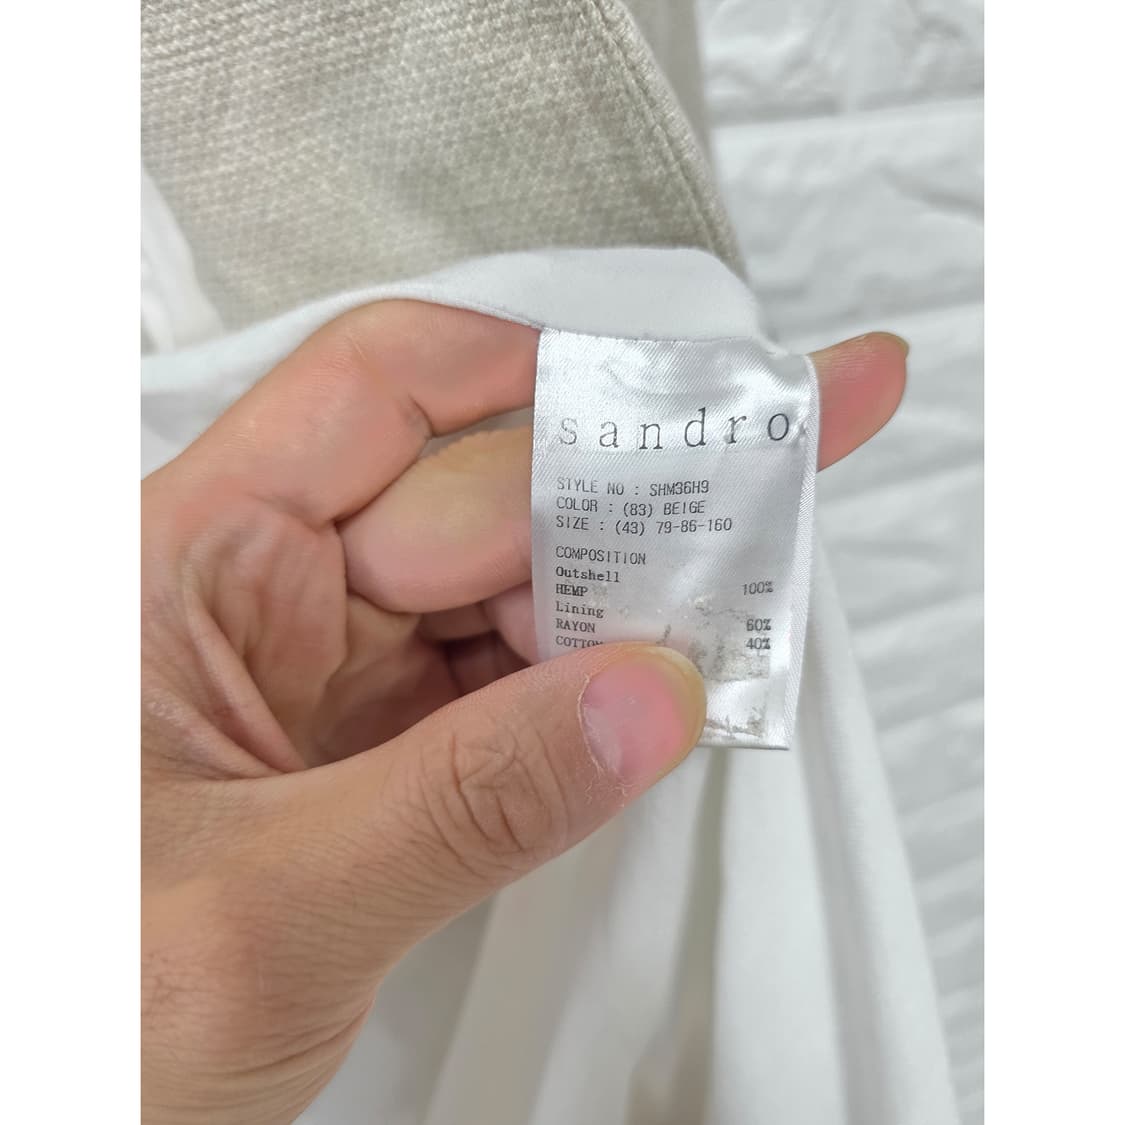 sandro
STYLE NO : SHM36H9
COLOR : (83) BEIGE
SIZE : (43) 79-86-160
COMPOSITION
Outshell
HEMP 100%
Lining
RAYON 60%
COTTON 40%